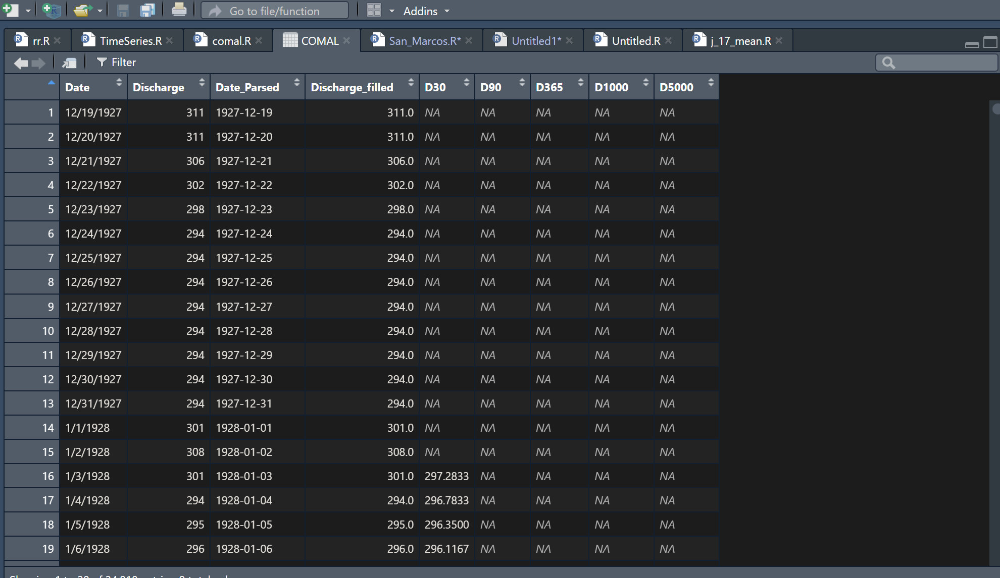 Go to file/function Addins
rr.R TimeSeries.R comal.R COMAL San_Marcos.R* Untitled1* Untitled.R j_17_mean.R
Filter
Date Discharge Date_Parsed Discharge_filled D30 D90 D365 D1000 D5000
1 12/19/1927 311 1927-12-19 311.0 NA NA NA NA NA
2 12/20/1927 311 1927-12-20 311.0 NA NA NA NA NA
3 12/21/1927 306 1927-12-21 306.0 NA NA NA NA NA
4 12/22/1927 302 1927-12-22 302.0 NA NA NA NA NA
5 12/23/1927 298 1927-12-23 298.0 NA NA NA NA NA
6 12/24/1927 294 1927-12-24 294.0 NA NA NA NA NA
7 12/25/1927 294 1927-12-25 294.0 NA NA NA NA NA
8 12/26/1927 294 1927-12-26 294.0 NA NA NA NA NA
9 12/27/1927 294 1927-12-27 294.0 NA NA NA NA NA
10 12/28/1927 294 1927-12-28 294.0 NA NA NA NA NA
11 12/29/1927 294 1927-12-29 294.0 NA NA NA NA NA
12 12/30/1927 294 1927-12-30 294.0 NA NA NA NA NA
13 12/31/1927 294 1927-12-31 294.0 NA NA NA NA NA
14 1/1/1928 301 1928-01-01 301.0 NA NA NA NA NA
15 1/2/1928 308 1928-01-02 308.0 NA NA NA NA NA
16 1/3/1928 301 1928-01-03 301.0 297.2833 NA NA NA NA
17 1/4/1928 294 1928-01-04 294.0 296.7833 NA NA NA NA
18 1/5/1928 295 1928-01-05 295.0 296.3500 NA NA NA NA
19 1/6/1928 296 1928-01-06 296.0 296.1167 NA NA NA NA